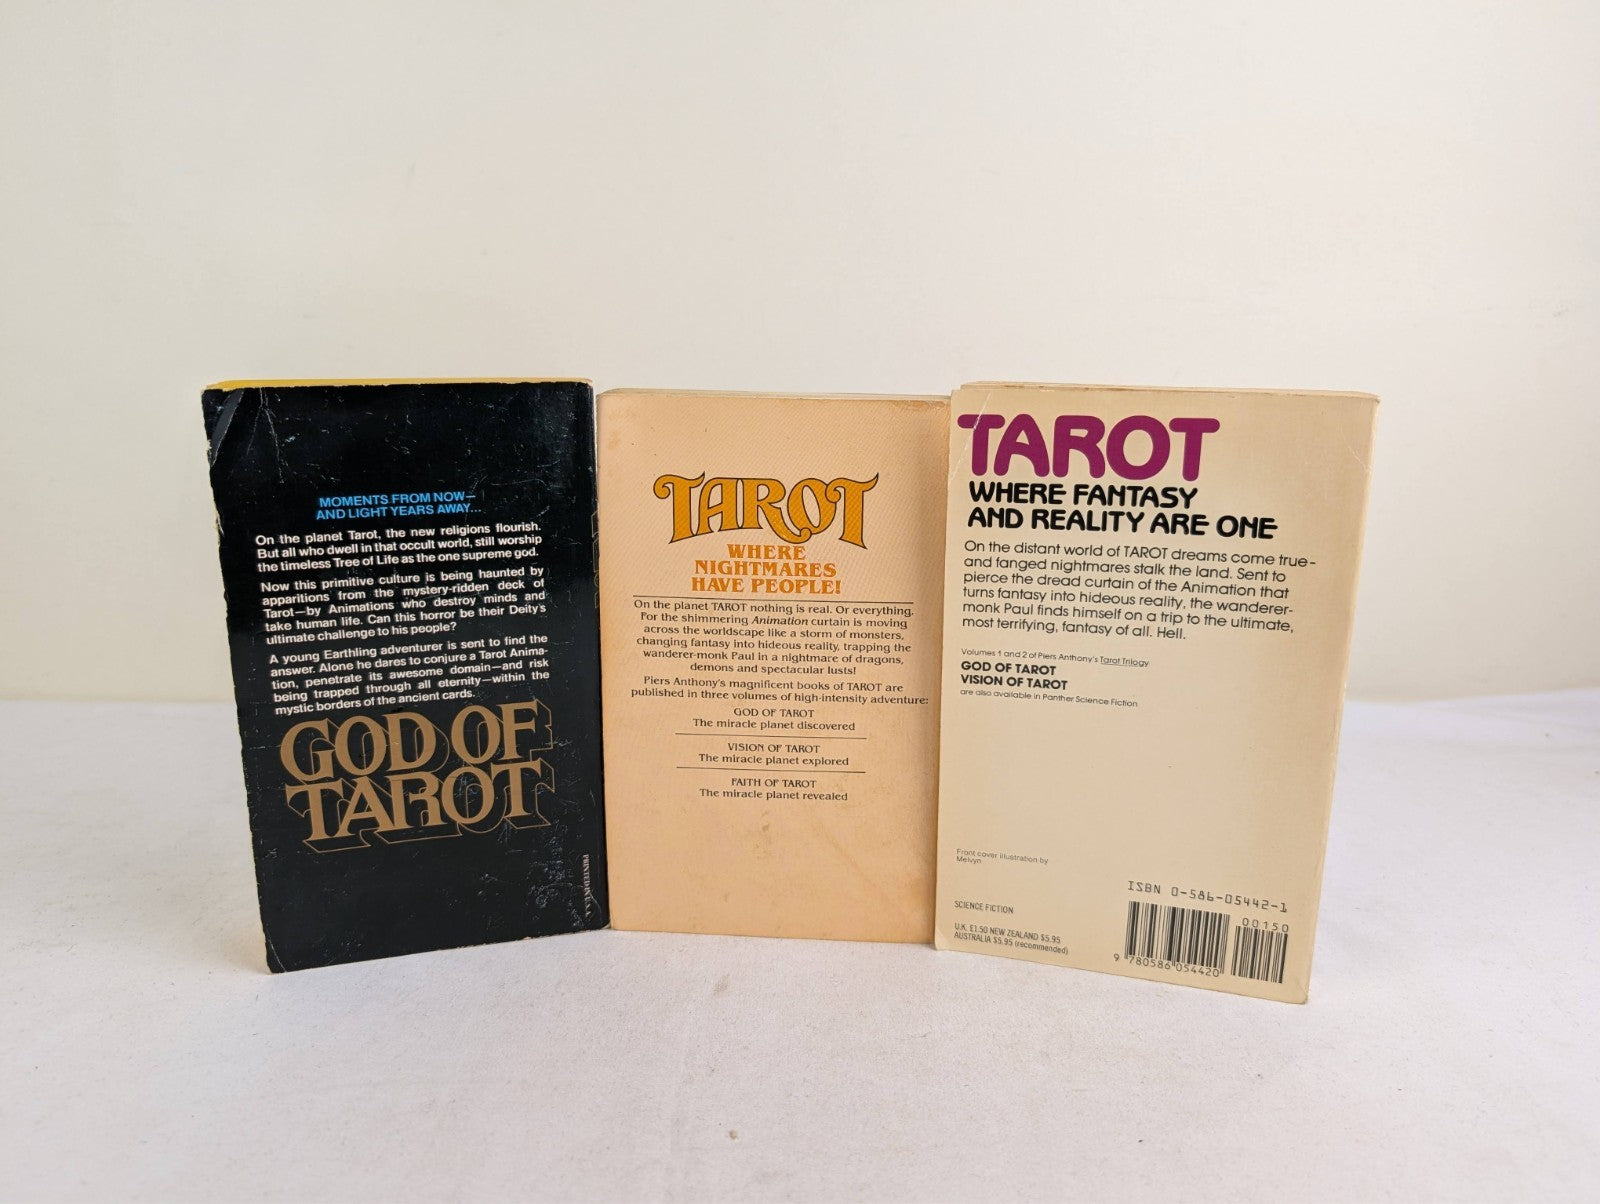 MOMENTS FROM NOW—
AND LIGHT YEARS AWAY...
On the planet Tarot, the new religions flourish.
But all who dwell in that occult world, still worship
the timeless Tree of Life as the one supreme god.
Now this primitive culture is being haunted by
apparitions from the mystery-ridden deck of
Tarot—by Animations who destroy minds and
take human life. Can this horror be their Deity's
ultimate challenge to his people?
A young Earthling adventurer is sent to find the
answer. Alone he dares to conjure a Tarot Anima-
tion, penetrate its awesome domain—and risk
being trapped through all eternity—within the
mystic borders of the ancient cards.
GOD OF
TAROT
PRINTED IN U.S.A.
TAROT
WHERE
NIGHTMARES
HAVE PEOPLE!
On the planet TAROT nothing is real. Or everything.
For the shimmering Animation curtain is moving
across the worldscape like a storm of monsters,
changing fantasy into hideous reality, trapping the
wanderer-monk Paul in a nightmare of dragons,
demons and spectacular lusts!
Piers Anthony's magnificent books of TAROT are
published in three volumes of high-intensity adventure:
GOD OF TAROT
The miracle planet discovered
VISION OF TAROT
The miracle planet explored
FAITH OF TAROT
The miracle planet revealed
TAROT
WHERE FANTASY
AND REALITY ARE ONE
On the distant world of TAROT dreams come true-
and fanged nightmares stalk the land. Sent to
pierce the dread curtain of the Animation that
turns fantasy into hideous reality, the wanderer-
monk Paul finds himself on a trip to the ultimate,
most terrifying, fantasy of all. Hell.
Volumes 1 and 2 of Piers Anthony's Tarot Trilogy
GOD OF TAROT
VISION OF TAROT
are also available in Panther Science Fiction
Front cover illustration by
Melvyn
SCIENCE FICTION
U.K. £1.50 NEW ZEALAND $5.95
AUSTRALIA $5.95 (recommended)
ISBN 0-586-05442-1
00150
9 780586 054420